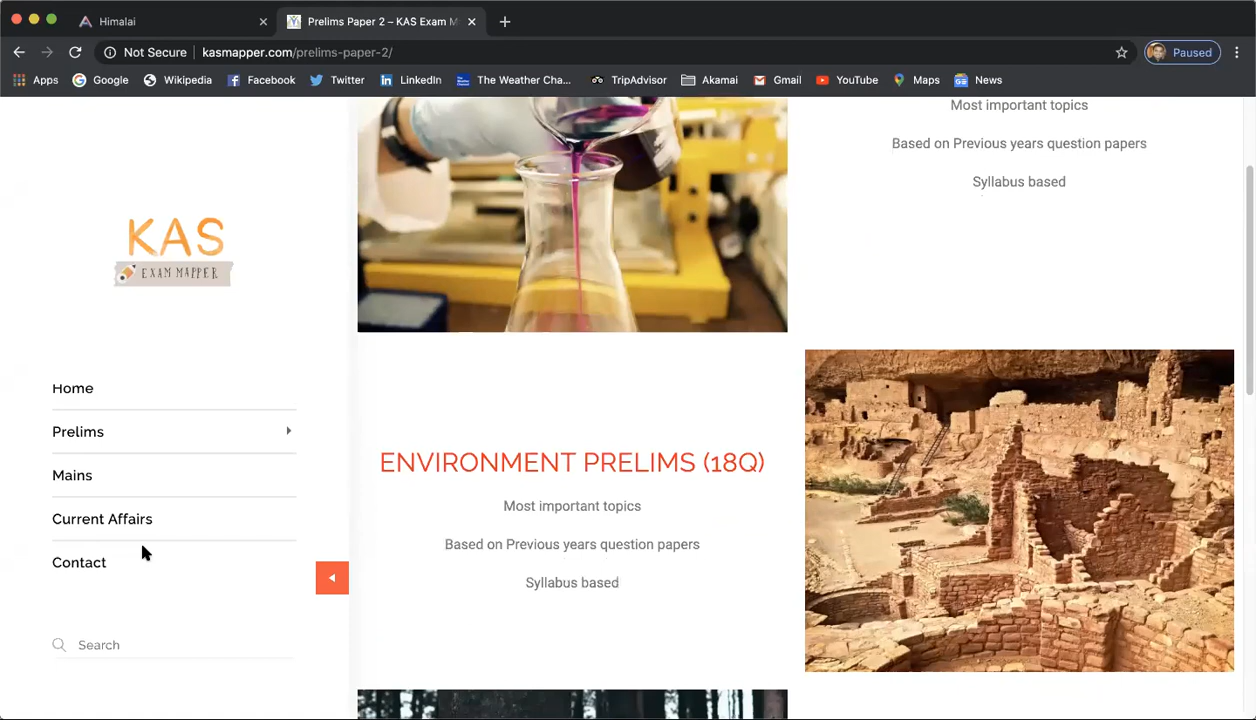 Himalai
Prelims Paper 2 – KAS Exam M
Not Secure
kasmapper.com/prelims-paper-2/
Paused
Apps
Google
Wikipedia
Facebook
Twitter
LinkedIn
The Weather Cha...
TripAdvisor
Akamai
Gmail
YouTube
Maps
News
KAS
EXAM MAPPER
Home
Prelims
Mains
Current Affairs
Contact
Search
Most important topics
Based on Previous years question papers
Syllabus based
ENVIRONMENT PRELIMS (18Q)
Most important topics
Based on Previous years question papers
Syllabus based